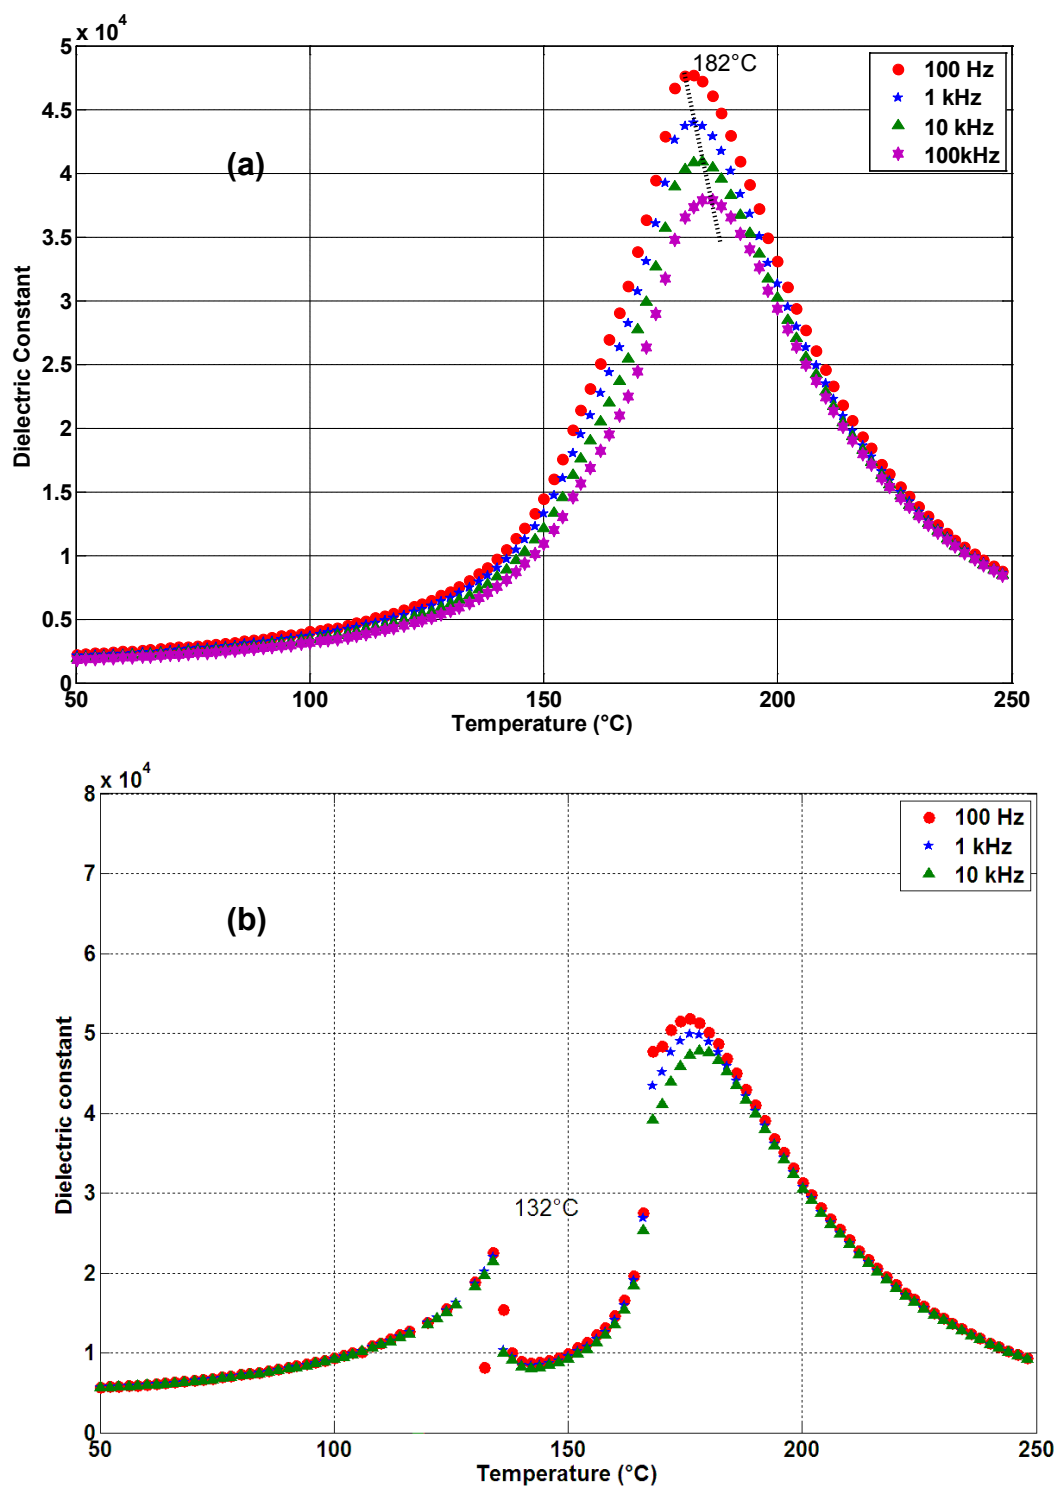 x 10^4
5
4.5
4
3.5
3
2.5
2
1.5
1
0.5
0
Dielectric Constant
(a)
182°C
100 Hz
1 kHz
10 kHz
100kHz
50
100
150
200
250
Temperature (°C)
x 10^4
8
7
6
5
4
3
2
1
0
Dielectric constant
(b)
132°C
100 Hz
1 kHz
10 kHz
50
100
150
200
250
Temperature (°C)